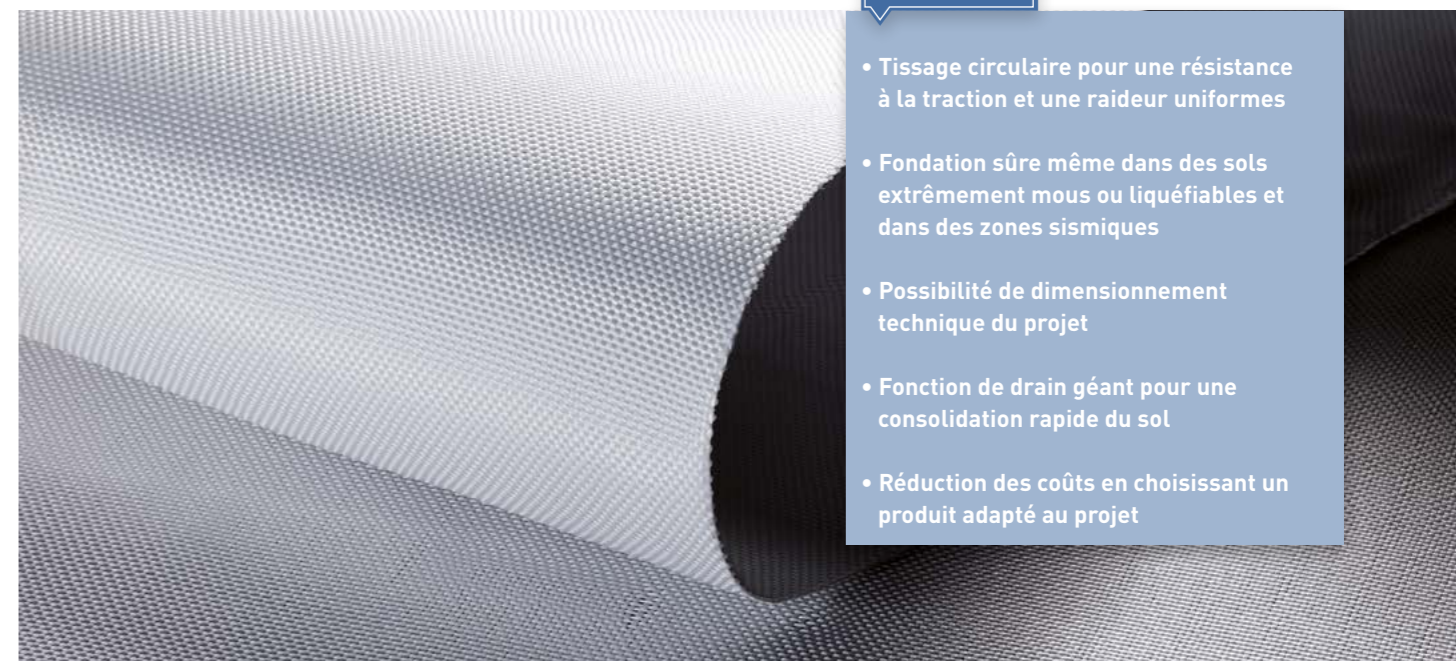 • Tissage circulaire pour une résistance
à la traction et une raideur uniformes
• Fondation sûre même dans des sols
extrêmement mous ou liquéfiables et
dans des zones sismiques
• Possibilité de dimensionnement
technique du projet
• Fonction de drain géant pour une
consolidation rapide du sol
• Réduction des coûts en choisissant un
produit adapté au projet